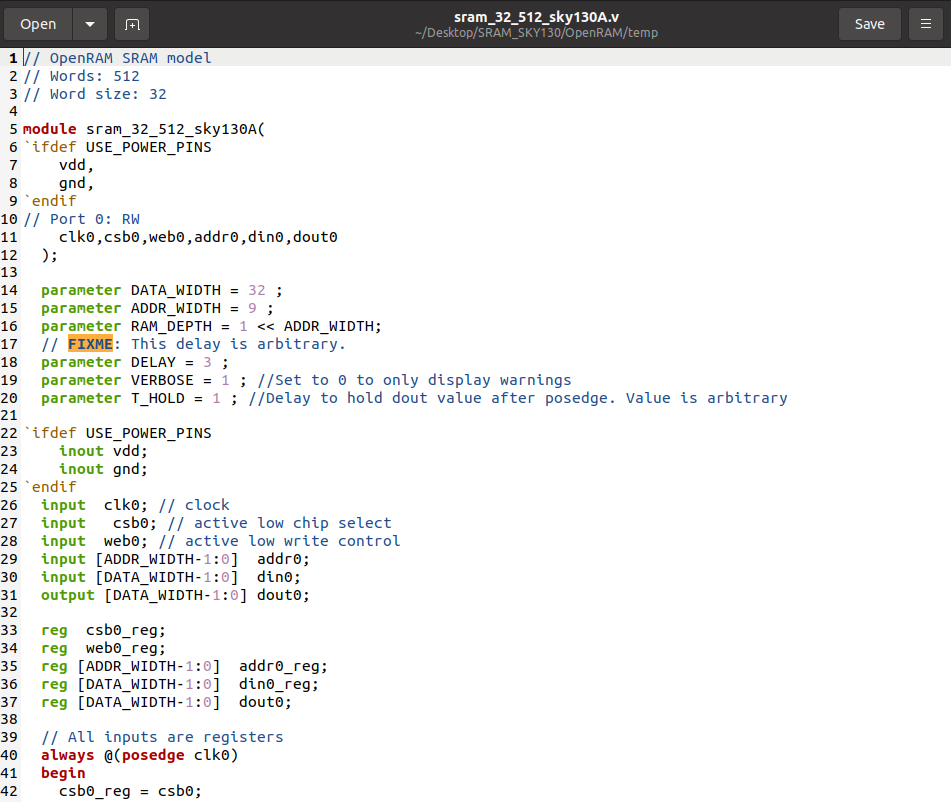 Open
sram_32_512_sky130A.v
~/Desktop/SRAM_SKY130/OpenRAM/temp
Save
1 // OpenRAM SRAM model
2 // Words: 512
3 // Word size: 32
4
5 module sram_32_512_sky130A(
6 `ifdef USE_POWER_PINS
7     vdd,
8     gnd,
9 `endif
10 // Port 0: RW
11     clk0,csb0,web0,addr0,din0,dout0
12   );
13
14   parameter DATA_WIDTH = 32 ;
15   parameter ADDR_WIDTH = 9 ;
16   parameter RAM_DEPTH = 1 << ADDR_WIDTH;
17   // FIXME: This delay is arbitrary.
18   parameter DELAY = 3 ;
19   parameter VERBOSE = 1 ; //Set to 0 to only display warnings
20   parameter T_HOLD = 1 ; //Delay to hold dout value after posedge. Value is arbitrary
21
22 `ifdef USE_POWER_PINS
23     inout vdd;
24     inout gnd;
25 `endif
26   input  clk0; // clock
27   input   csb0; // active low chip select
28   input  web0; // active low write control
29   input [ADDR_WIDTH-1:0]  addr0;
30   input [DATA_WIDTH-1:0]  din0;
31   output [DATA_WIDTH-1:0] dout0;
32
33   reg  csb0_reg;
34   reg  web0_reg;
35   reg [ADDR_WIDTH-1:0]  addr0_reg;
36   reg [DATA_WIDTH-1:0]  din0_reg;
37   reg [DATA_WIDTH-1:0]  dout0;
38
39   // All inputs are registers
40   always @(posedge clk0)
41   begin
42     csb0_reg = csb0;